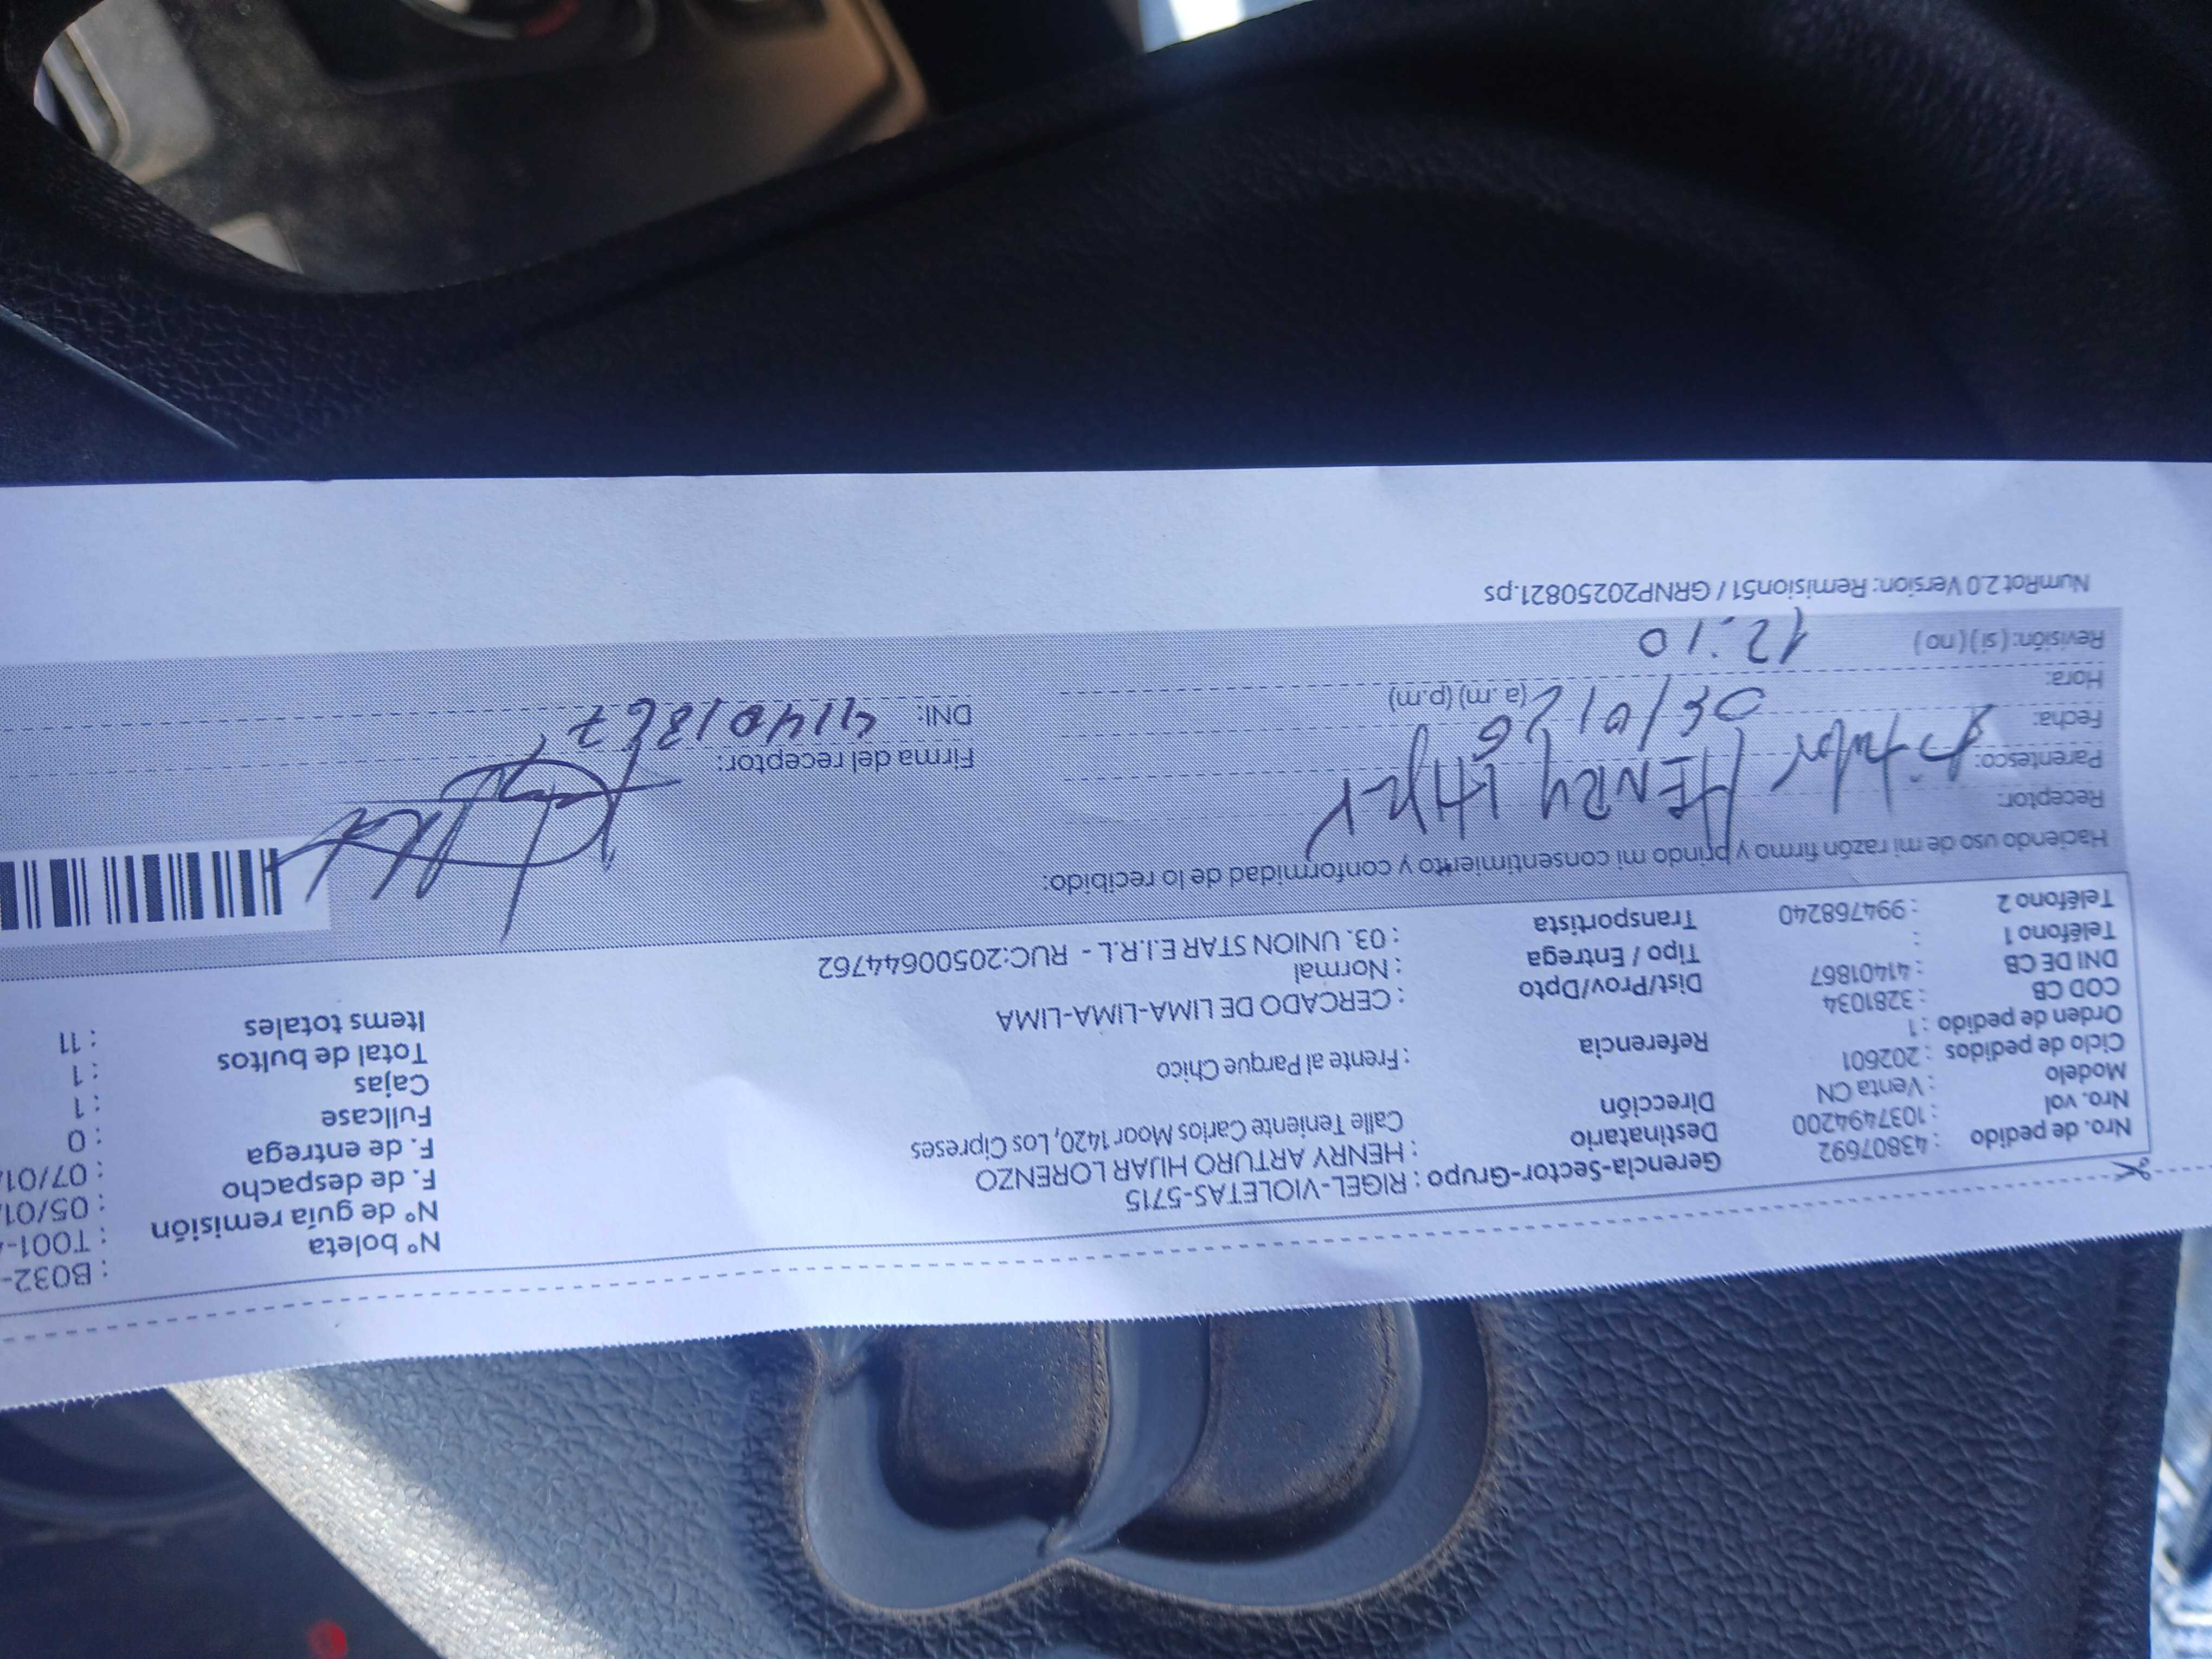 Nro. de pedido : 43807692
Nro. vol : 1037494200
Modelo : Venta CN
Ciclo de pedidos : 202601
Orden de pedido : 1
COD CB : 3281034
DNI DE CB : 41401867
Teléfono 1 :
Teléfono 2 : 994768240
Gerencia-Sector-Grupo : RIGEL-VIOLETAS-5715
Destinatario : HENRY ARTURO HIJAR LORENZO
Dirección Calle Teniente Carlos Moor 1420, Los Cipreses
Referencia : Frente al Parque Chico
Dist/Prov/Dpto : CERCADO DE LIMA-LIMA-LIMA
Tipo / Entrega : Normal
Transportista : 03. UNION STAR E.I.R.L - RUC:20500644762
N° boleta : B032-
N° de guía remisión : T001-
F. de despacho : 05/01/
F. de entrega : 07/01/
Fullcase : 0
Cajas : 1
Total de bultos : 1
Items totales : 11
Haciendo uso de mi razón firmo y brindo mi consentimiento y conformidad de lo recibido:
Receptor: HENRY
Parentesco:
Fecha:
Hora: (a. m) (p.m)
Revisión: ( si ) ( no ) 12:10
Firma del receptor:
DNI: 41401867
NumRot 2.0 Version: Remision51 / GRNP20250821.ps